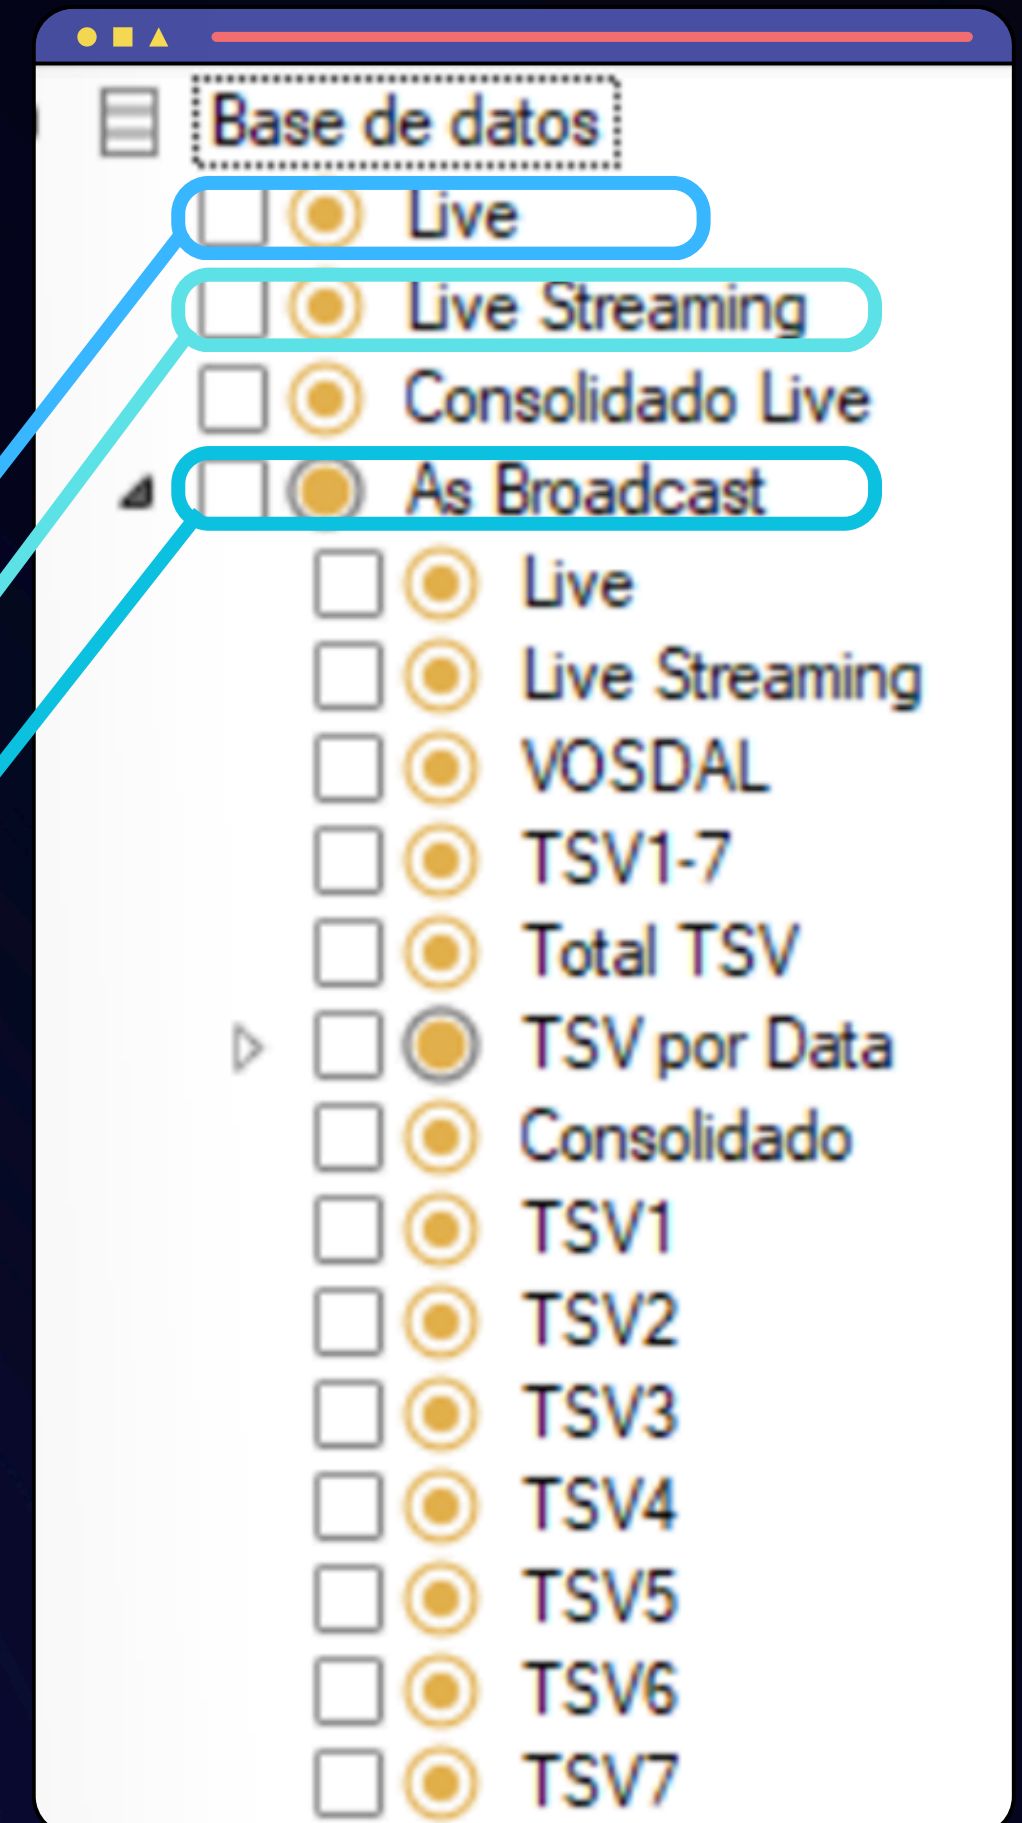 Base de datos
Live
Live Streaming
Consolidado Live
As Broadcast
Live
Live Streaming
VOSDAL
TSV1-7
Total TSV
TSV por Data
Consolidado
TSV1
TSV2
TSV3
TSV4
TSV5
TSV6
TSV7